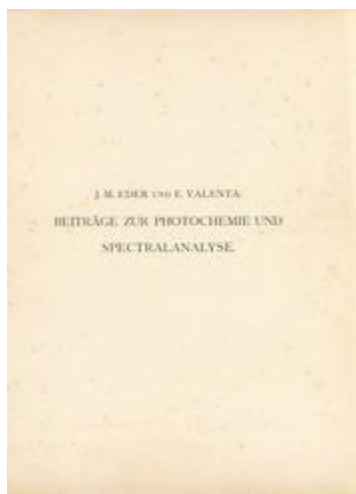 J. M. EDER UND E. VALENTA:
BEITRÄGE ZUR PHOTOCHEMIE UND
SPECTRALANALYSE.